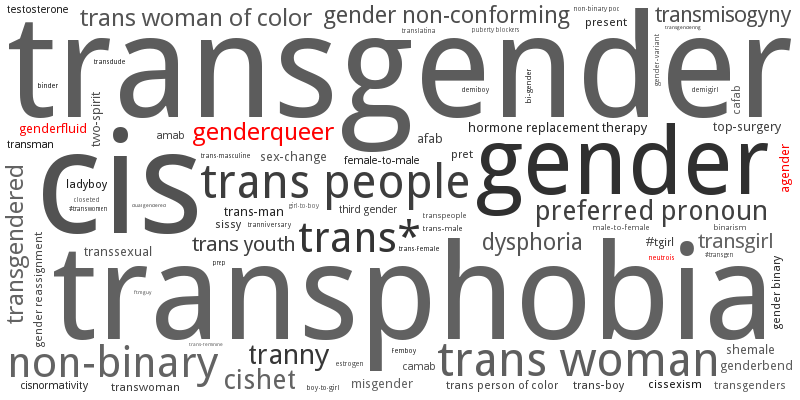 testosterone
trans woman of color
gender non-conforming
non-binary poc
present
transmisogyny
transgender
translatina
puberty blockers
transgendering
gender-variant
transdude
binder
demiboy
bi-gender
demigirl
cafab
two-spirit
genderfluid
genderqueer
amab
afab
hormone replacement therapy
top-surgery
transman
cis
trans-masculine
sex-change
female-to-male
pret
gender
agender
ladyboy
trans people
transgendered
closeted
#transwomen
trans-man
girl-to-boy
third gender
transpeople
preferred pronoun
sissy
tranniversary
trans*
trans-male
male-to-female
binarism
gender reassignment
transsexual
trans youth
prep
trans-female
dysphoria
#tgirl
transgirl
neutrois
#transgen
transphobia
gender binary
non-binary
tranny
estrogen
femboy
camab
trans woman
shemale
genderbend
cisnormativity
transwoman
cishet
boy-to-girl
misgender
trans person of color
trans-boy
cissexism
transgenders